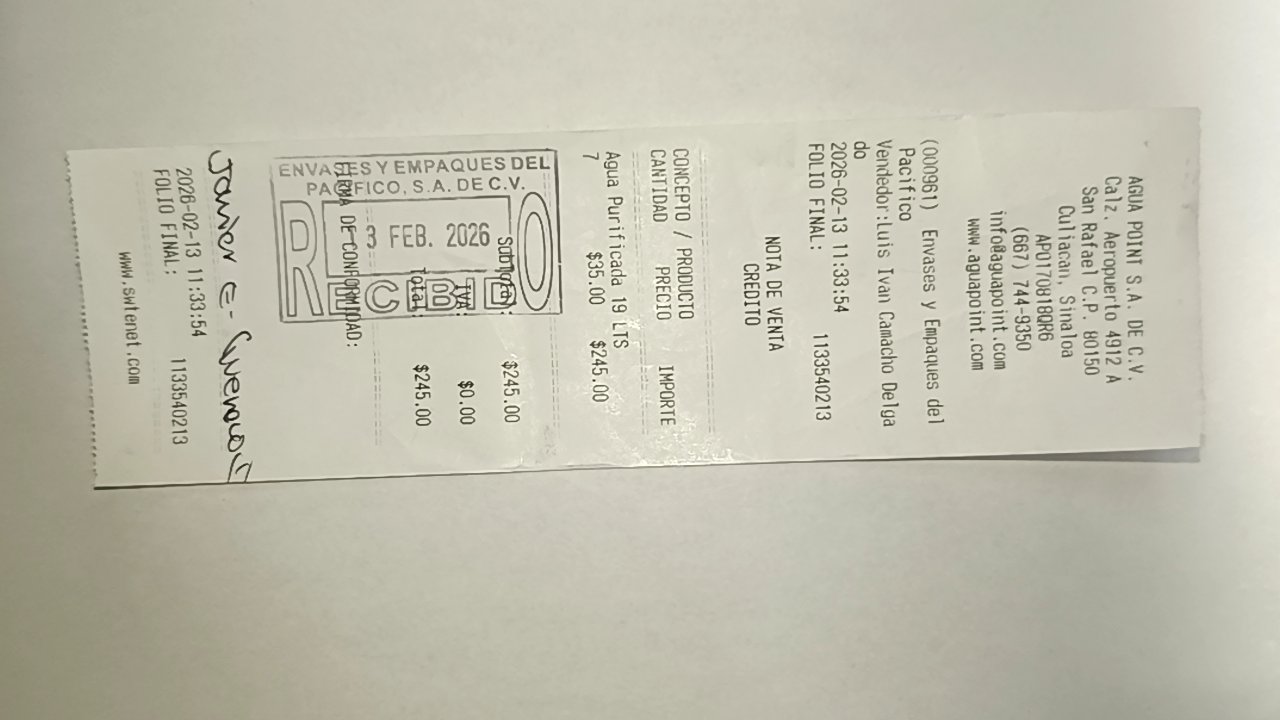 AGUA POINT S.A. DE C.V.
Calz. Aeropuerto 4912 A
San Rafael C.P. 80150
Culiacan, Sinaloa
APO170818QR6
(667) 744-9350
info@aguapoint.com
www.aguapoint.com
(000961) Envases y Empaques del
Pacifico
Vendedor:Luis Ivan Camacho Delga
do
2026-02-13 11:33:54
FOLIO FINAL: 1133540213
NOTA DE VENTA
CREDITO
CONCEPTO / PRODUCTO
CANTIDAD PRECIO IMPORTE
Agua Purificada 19 LTS
7 $35.00 $245.00
Subtotal: $245.00
IVA: $0.00
Total: $245.00
ENVASES Y EMPAQUES DEL
PACIFICO, S.A. DE C.V.
3 FEB. 2026
RECIBIDO
FIRMA DE CONFORMIDAD:
Javier E.
2026-02-13 11:33:54
FOLIO FINAL: 1133540213
www.swtenet.com